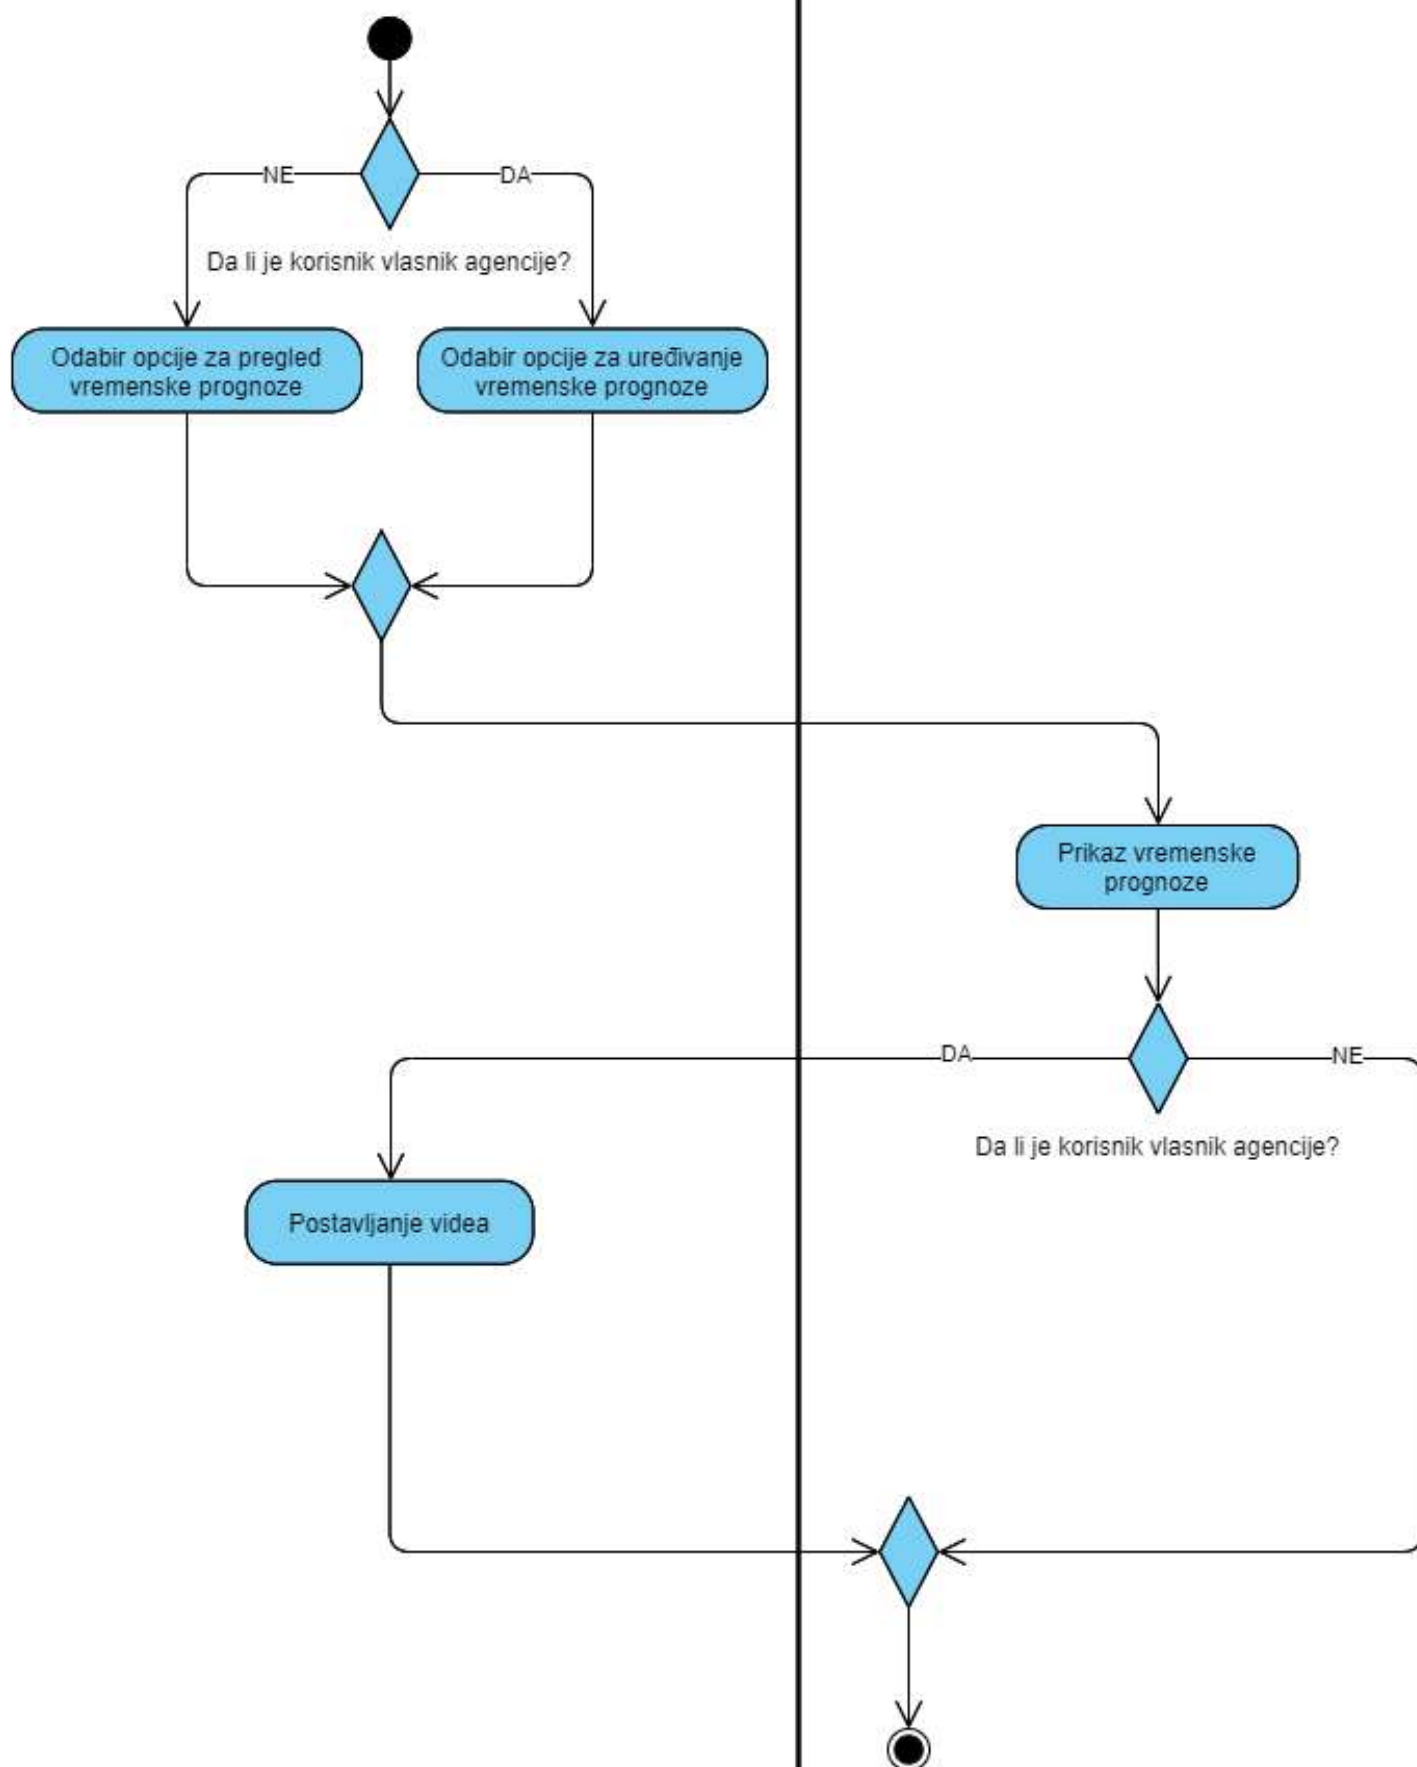 NE
DA
Da li je korisnik vlasnik agencije?
Odabir opcije za pregled
vremenske prognoze
Odabir opcije za uređivanje
vremenske prognoze
Prikaz vremenske
prognoze
DA
NE
Da li je korisnik vlasnik agencije?
Postavljanje videa